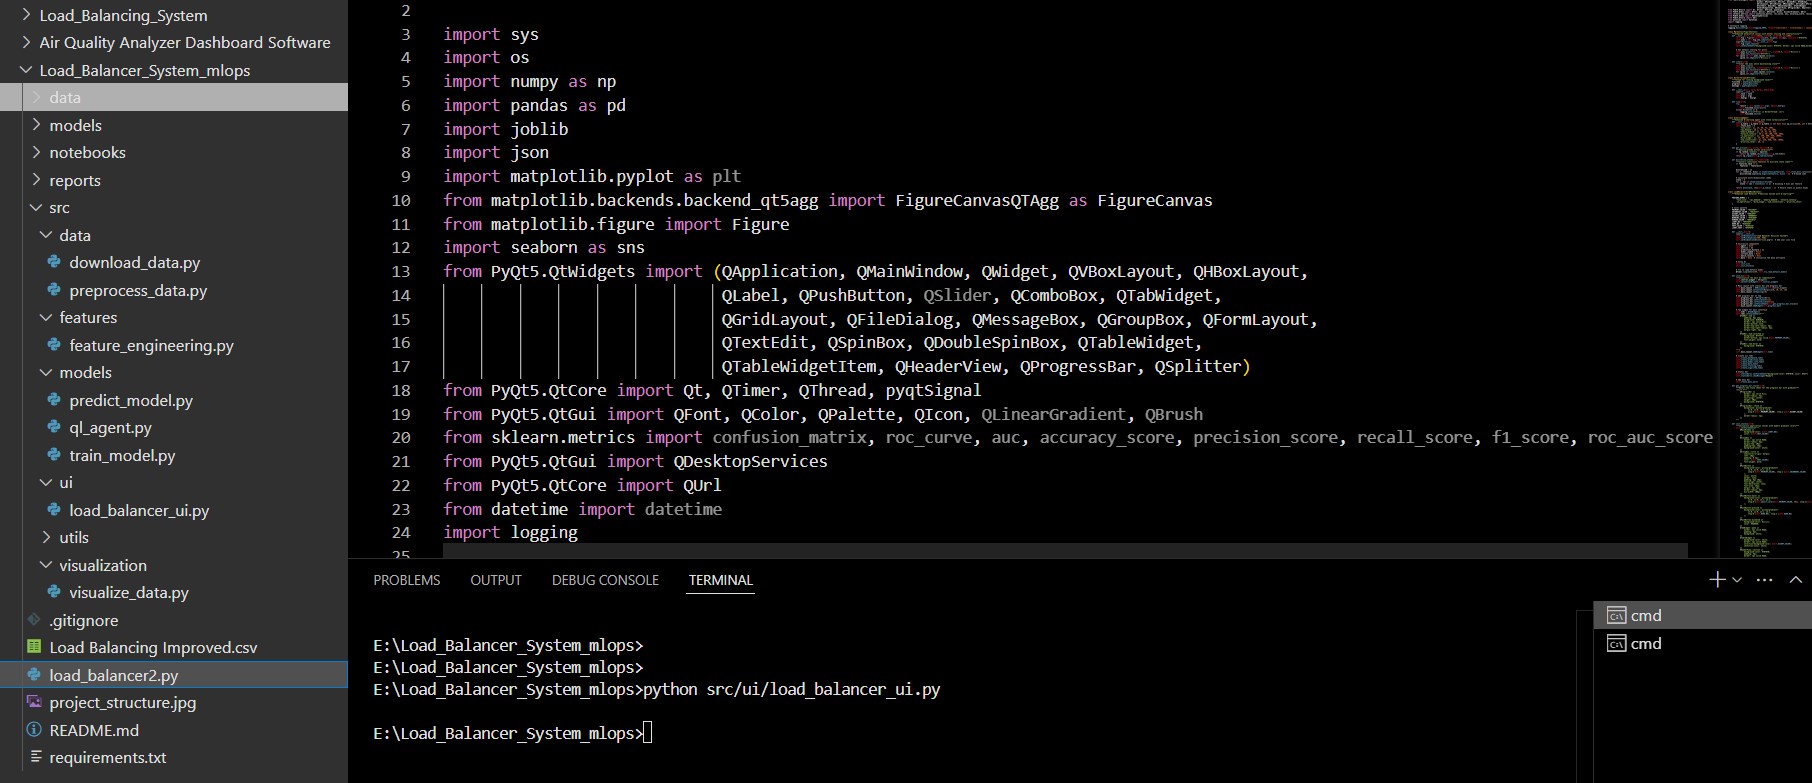 Load_Balancing_System
Air Quality Analyzer Dashboard Software
Load_Balancer_System_mlops
data
models
notebooks
reports
src
data
download_data.py
preprocess_data.py
features
feature_engineering.py
models
predict_model.py
ql_agent.py
train_model.py
ui
load_balancer_ui.py
utils
visualization
visualize_data.py
.gitignore
Load Balancing Improved.csv
load_balancer2.py
project_structure.jpg
README.md
requirements.txt
2
3 import sys
4 import os
5 import numpy as np
6 import pandas as pd
7 import joblib
8 import json
9 import matplotlib.pyplot as plt
10 from matplotlib.backends.backend_qt5agg import FigureCanvasQTAgg as FigureCanvas
11 from matplotlib.figure import Figure
12 import seaborn as sns
13 from PyQt5.QtWidgets import (QApplication, QMainWindow, QWidget, QVBoxLayout, QHBoxLayout,
14 QLabel, QPushButton, QSlider, QComboBox, QTabWidget,
15 QGridLayout, QFileDialog, QMessageBox, QGroupBox, QFormLayout,
16 QTextEdit, QSpinBox, QDoubleSpinBox, QTableWidget,
17 QTableWidgetItem, QHeaderView, QProgressBar, QSplitter)
18 from PyQt5.QtCore import Qt, QTimer, QThread, pyqtSignal
19 from PyQt5.QtGui import QFont, QColor, QPalette, QIcon, QLinearGradient, QBrush
20 from sklearn.metrics import confusion_matrix, roc_curve, auc, accuracy_score, precision_score, recall_score, f1_score, roc_auc_score
21 from PyQt5.QtGui import QDesktopServices
22 from PyQt5.QtCore import QUrl
23 from datetime import datetime
24 import logging
25
PROBLEMS OUTPUT DEBUG CONSOLE TERMINAL
E:\Load_Balancer_System_mlops>
E:\Load_Balancer_System_mlops>
E:\Load_Balancer_System_mlops>python src/ui/load_balancer_ui.py
E:\Load_Balancer_System_mlops>
cmd
cmd